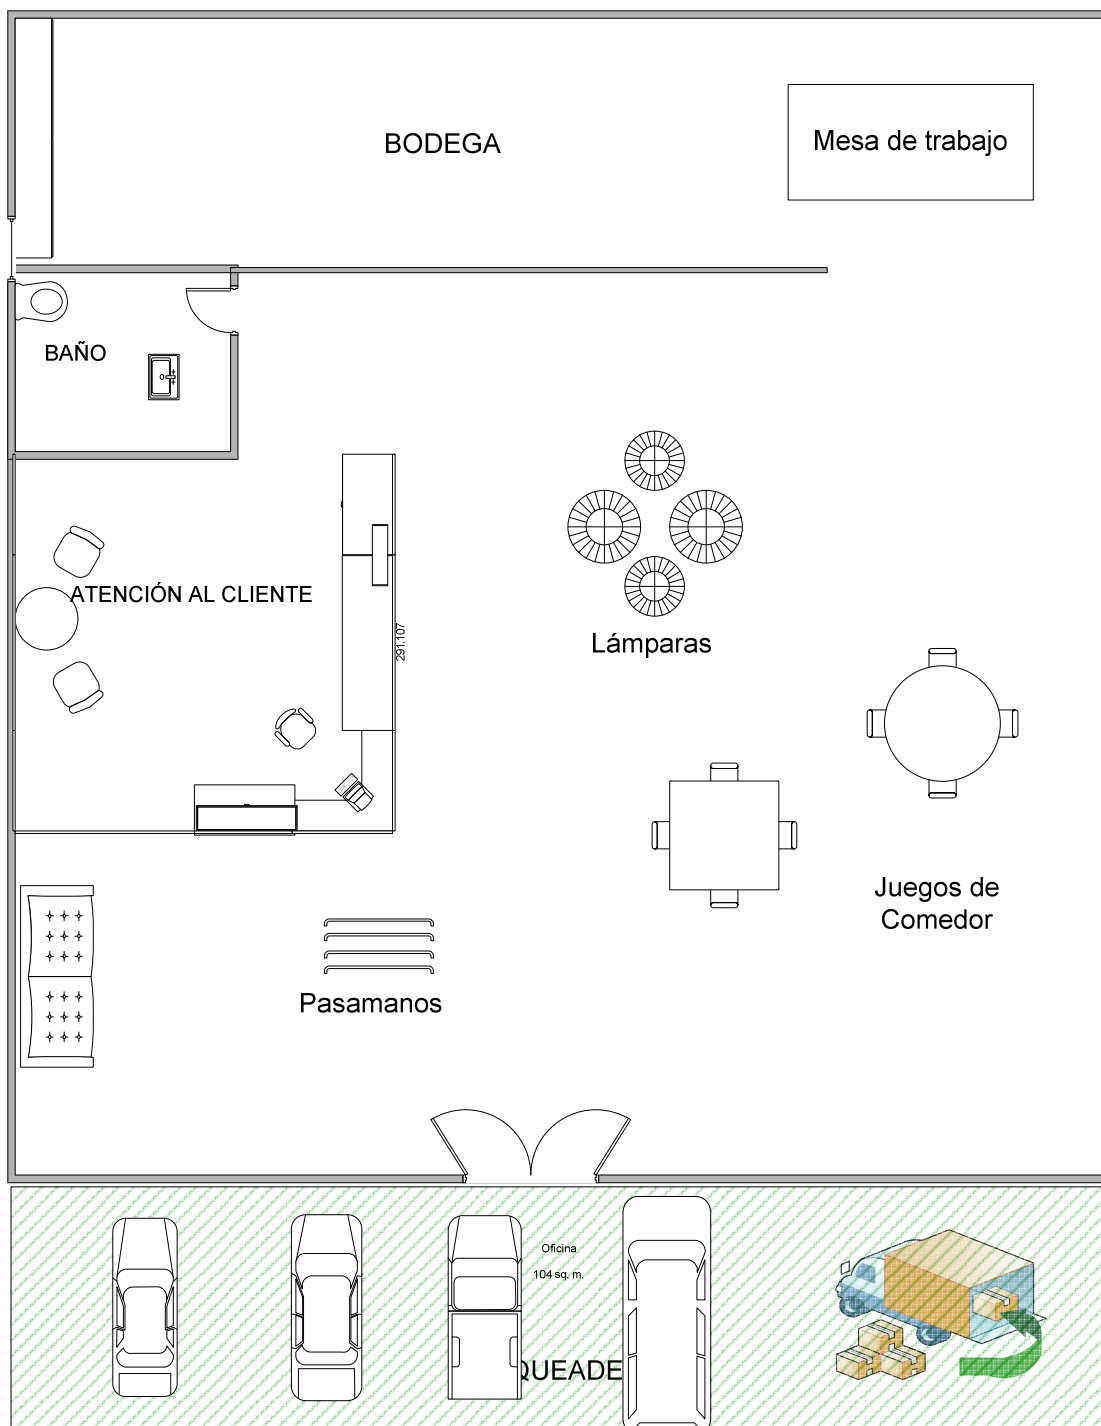 BODEGA
Mesa de trabajo
BAÑO
ATENCIÓN AL CLIENTE
291.107
Lámparas
Juegos de
Comedor
Pasamanos
Oficina
104 sq. m.
QUEADE